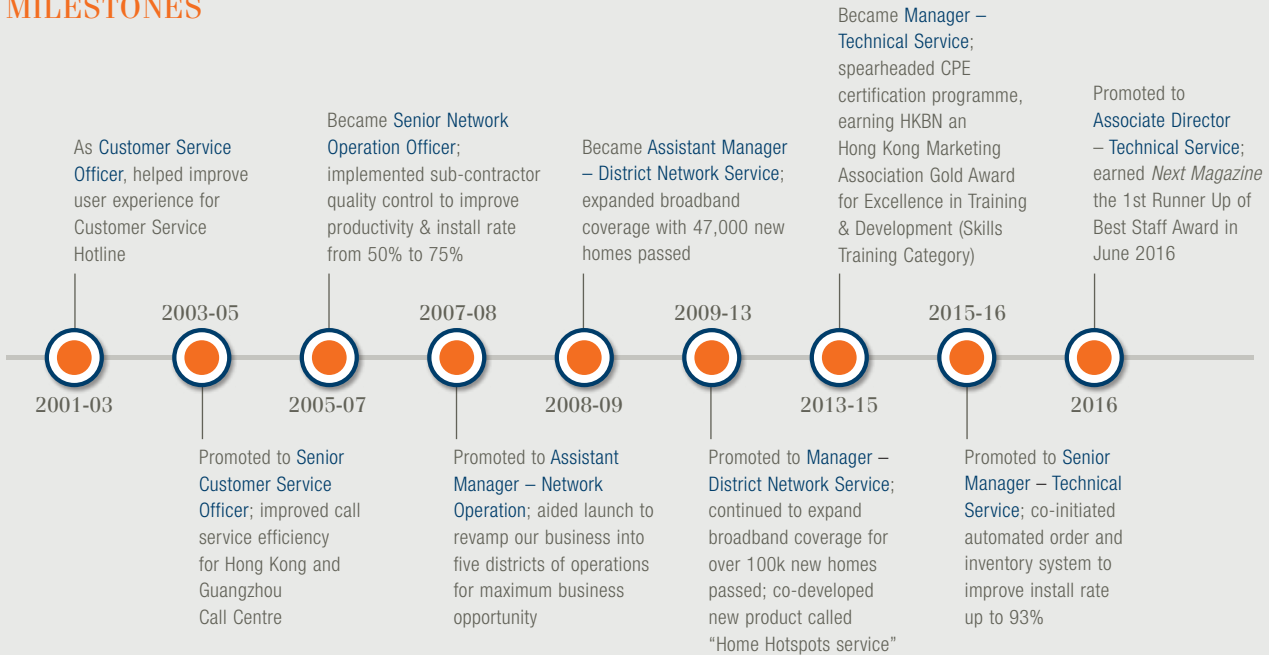 MILESTONES
As Customer Service
Officer, helped improve
user experience for
Customer Service
Hotline
2001-03
2003-05
Promoted to Senior
Customer Service
Officer; improved call
service efficiency
for Hong Kong and
Guangzhou
Call Centre
Became Senior Network
Operation Officer;
implemented sub-contractor
quality control to improve
productivity & install rate
from 50% to 75%
2005-07
2007-08
Promoted to Assistant
Manager – Network
Operation; aided launch to
revamp our business into
five districts of operations
for maximum business
opportunity
Became Assistant Manager
– District Network Service;
expanded broadband
coverage with 47,000 new
homes passed
2008-09
2009-13
Promoted to Manager –
District Network Service;
continued to expand
broadband coverage for
over 100k new homes
passed; co-developed
new product called
“Home Hotspots service”
Became Manager –
Technical Service;
spearheaded CPE
certification programme,
earning HKBN an
Hong Kong Marketing
Association Gold Award
for Excellence in Training
& Development (Skills
Training Category)
2013-15
2015-16
Promoted to Senior
Manager – Technical
Service; co-initiated
automated order and
inventory system to
improve install rate
up to 93%
Promoted to
Associate Director
– Technical Service;
earned Next Magazine
the 1st Runner Up of
Best Staff Award in
June 2016
2016